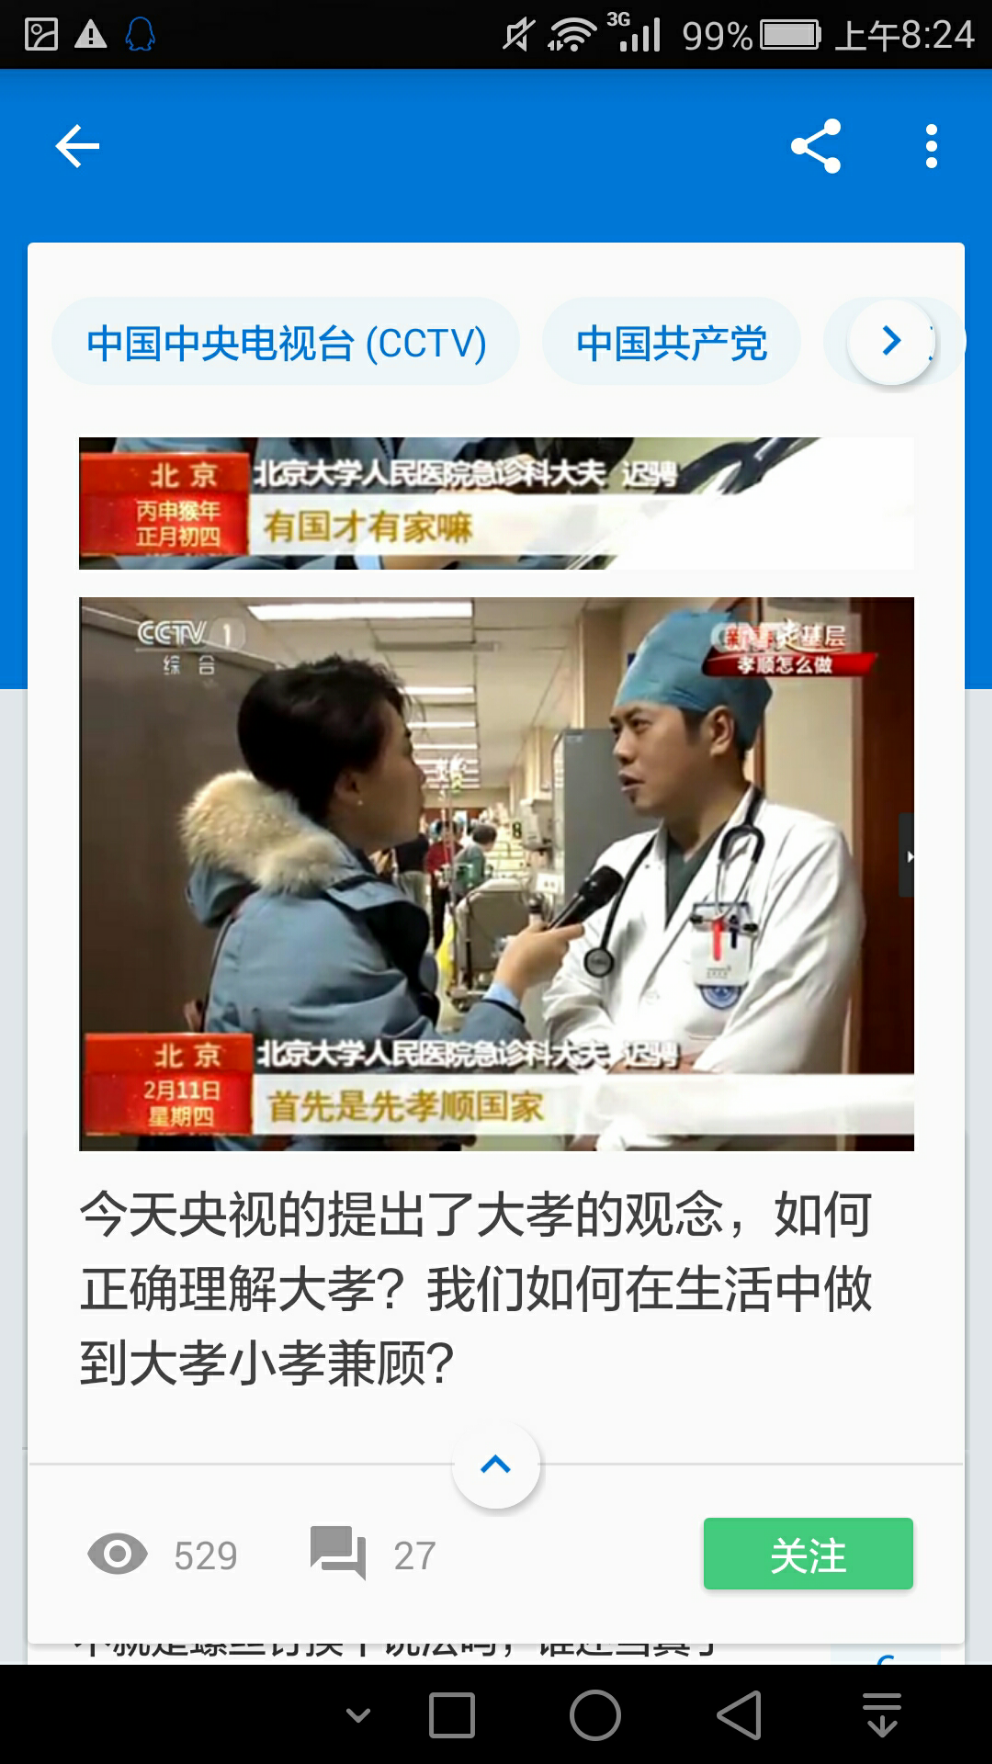 3G
99%
上午8:24
中国中央电视台 (CCTV)
中国共产党
北京
丙申猴年
正月初四
北京大学人民医院急诊科大夫 迟骋
有国才有家嘛
CCTV 1
综合
新春走基层
孝顺怎么做
北京
2月11日
星期四
北京大学人民医院急诊科大夫 迟骋
首先是先孝顺国家
今天央视的提出了大孝的观念，如何
正确理解大孝？我们如何在生活中做
到大孝小孝兼顾？
529
27
关注